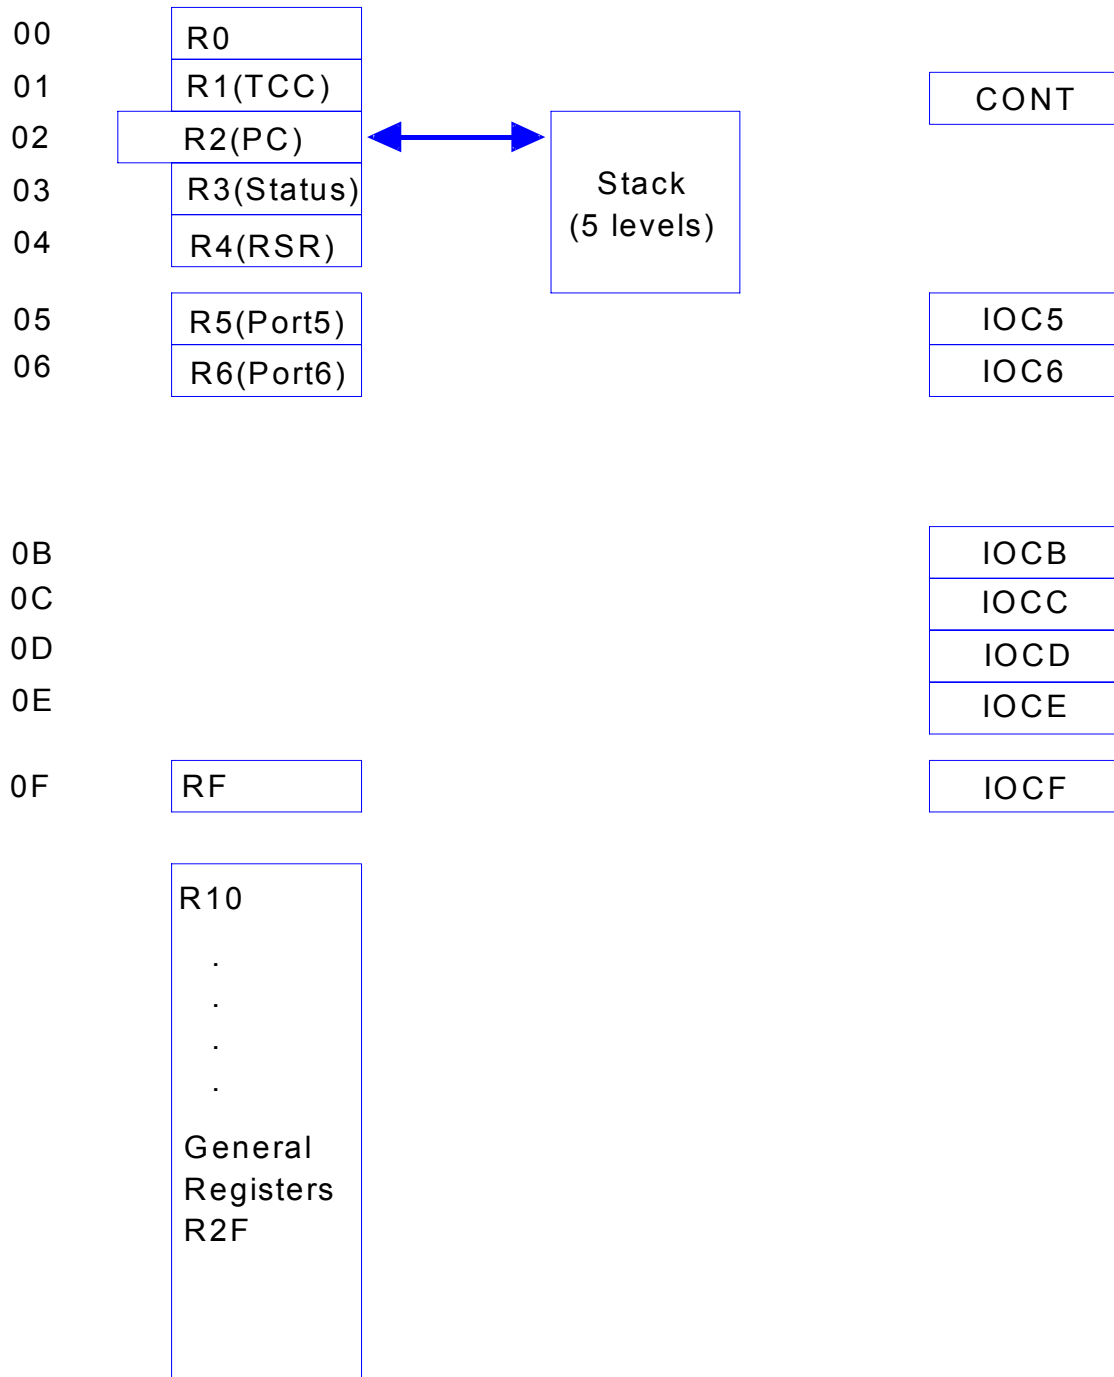 00 R0
01 R1(TCC) CONT
02 R2(PC)
03 R3(Status) Stack
04 R4(RSR) (5 levels)
05 R5(Port5) IOC5
06 R6(Port6) IOC6
0B IOCB
0C IOCC
0D IOCD
0E IOCE
0F RF IOCF
R10
.
.
.
.
General
Registers
R2F